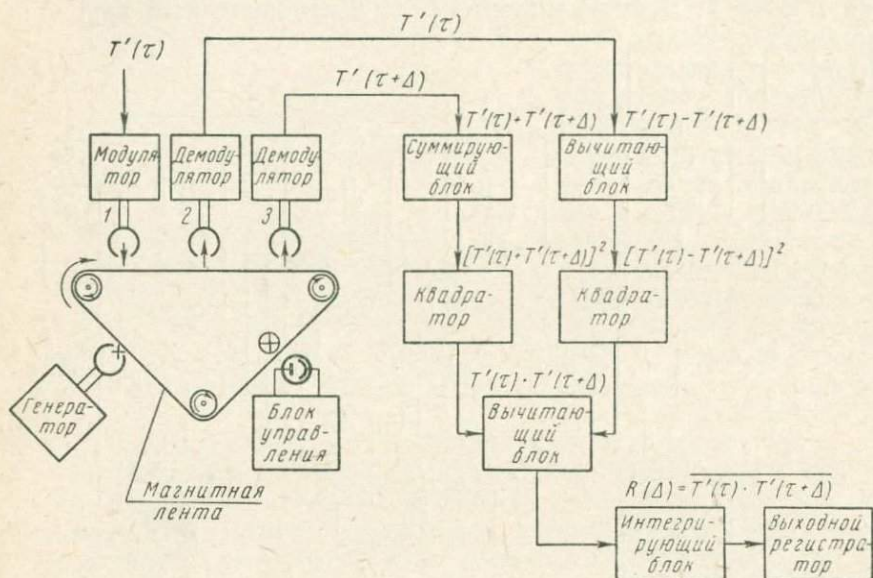 T'(τ)
T'(τ)
T'(τ+Δ)
T'(τ)+T'(τ+Δ)
T'(τ)-T'(τ+Δ)
Модуля-
тор
Демоду-
лятор
Демоду-
лятор
Суммирую-
щий
блок
Вычитаю-
щий
блок
1
2
3
[T'(τ)+T'(τ+Δ)]²
[T'(τ)-T'(τ+Δ)]²
Квадра-
тор
Квадра-
тор
T'(τ)·T'(τ+Δ)
Генера-
тор
Блок
управ-
ления
Вычитаю-
щий
блок
Магнитная
лента
R(Δ)=T'(τ)·T'(τ+Δ)
Интегри-
рующий
блок
Выходной
регистра-
тор